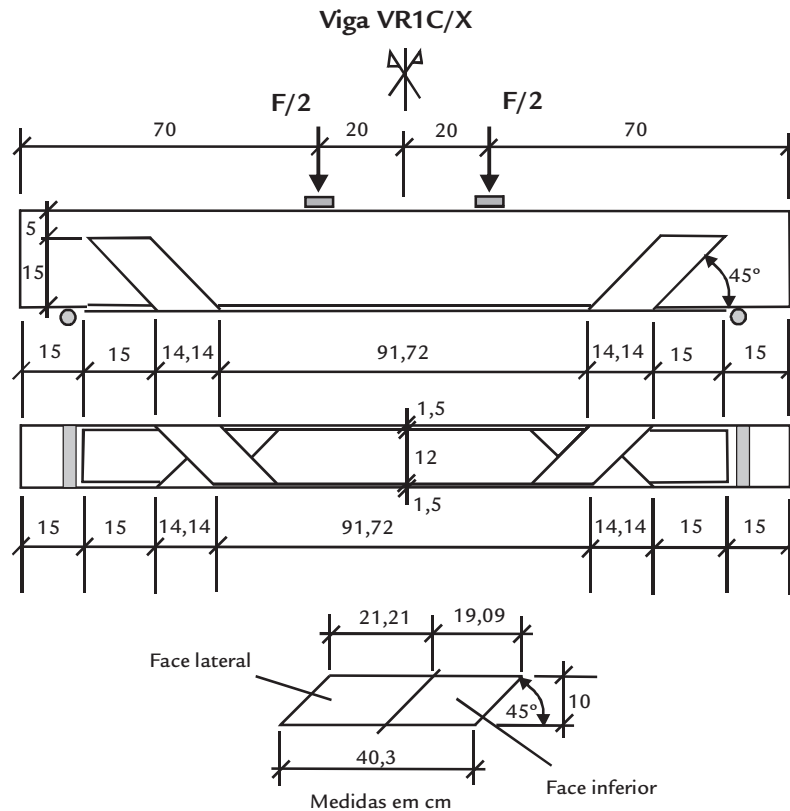 Viga VR1C/X
F/2 F/2
70 20 20 70
5
15
45º
15 15 14,14 91,72 14,14 15 15
1,5
12
1,5
15 15 14,14 91,72 14,14 15 15
21,21 19,09
Face lateral
45º
10
40,3
Face inferior
Medidas em cm